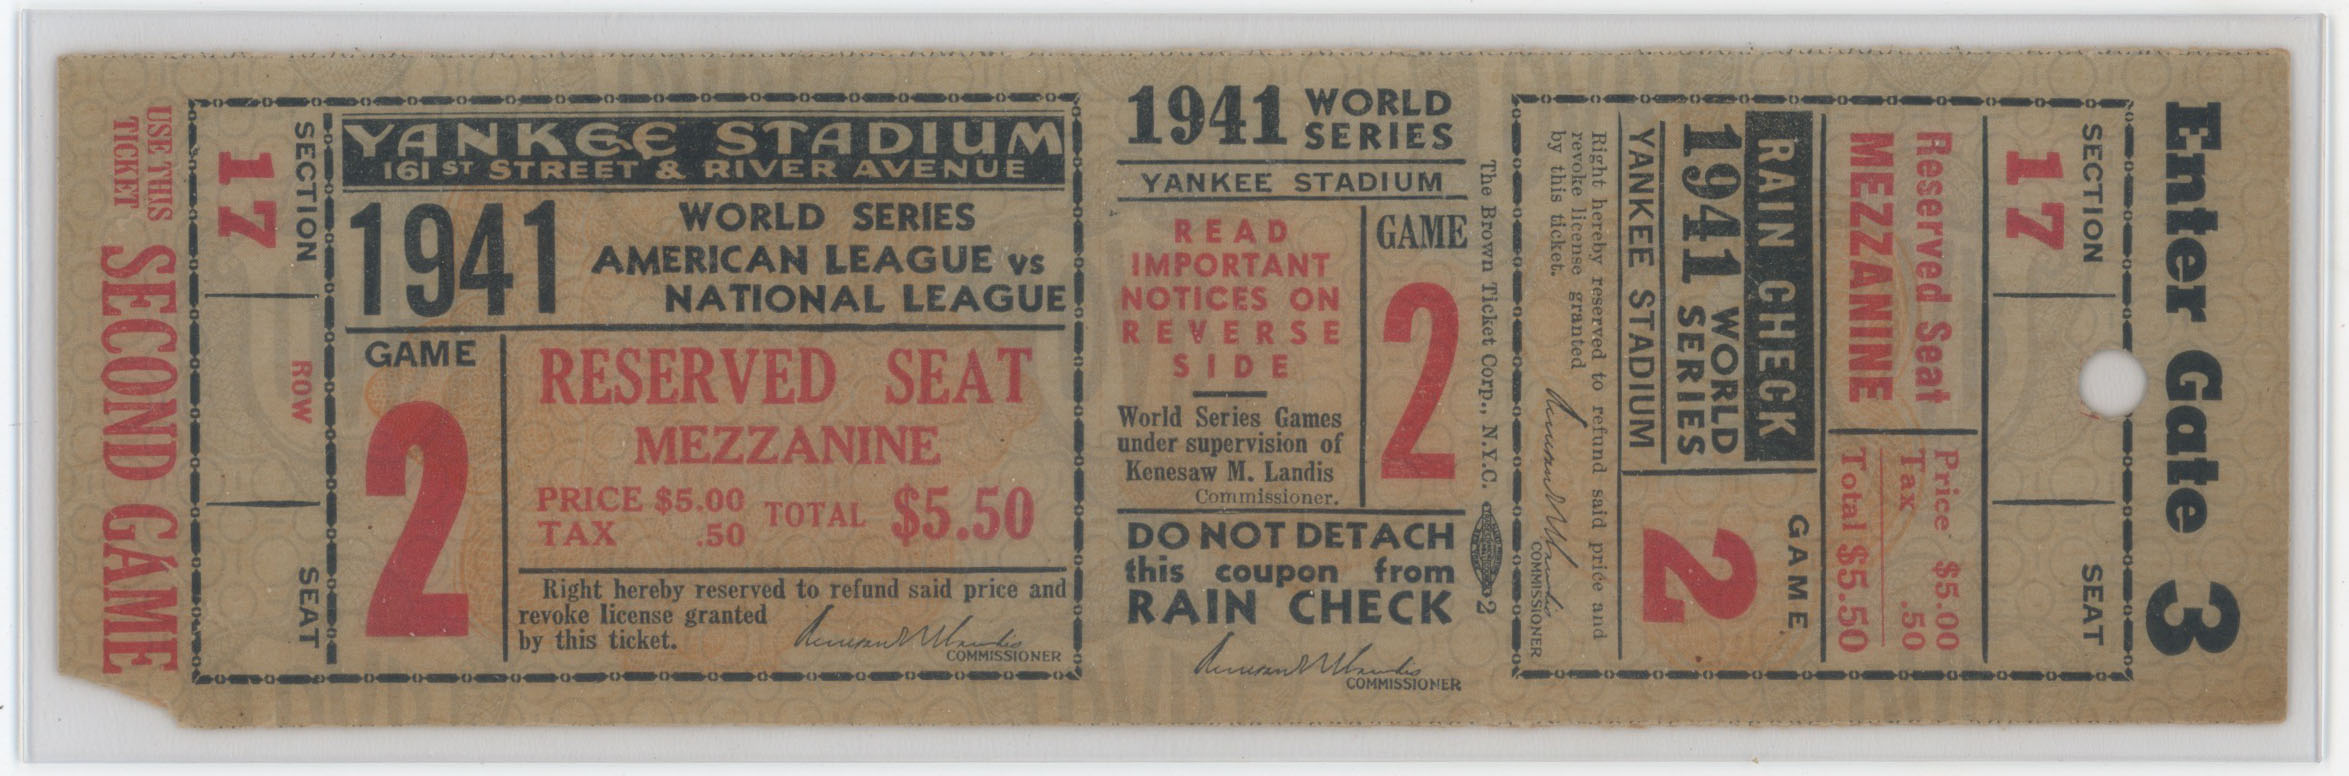 USE THIS
TICKET
SECOND GAME
SECTION
17
ROW
SEAT
YANKEE STADIUM
161ST STREET & RIVER AVENUE
1941
WORLD SERIES
AMERICAN LEAGUE vs
NATIONAL LEAGUE
GAME
2
RESERVED SEAT
MEZZANINE
PRICE $5.00
TAX .50
TOTAL $5.50
Right hereby reserved to refund said price and
revoke license granted
by this ticket.
COMMISSIONER
1941 WORLD
SERIES
YANKEE STADIUM
READ
IMPORTANT
NOTICES ON
REVERSE
SIDE
GAME
2
World Series Games
under supervision of
Kenesaw M. Landis
Commissioner.
DO NOT DETACH
this coupon from
RAIN CHECK
COMMISSIONER
The Brown Ticket Corp., N.Y.C. 2
Enter Gate 3
SECTION
17
SEAT
Reserved Seat
MEZZANINE
Price $5.00
Tax .50
Total $5.50
RAIN CHECK
1941 WORLD
SERIES
YANKEE STADIUM
GAME
2
Right hereby reserved to refund said price and
revoke license granted
by this ticket.
COMMISSIONER